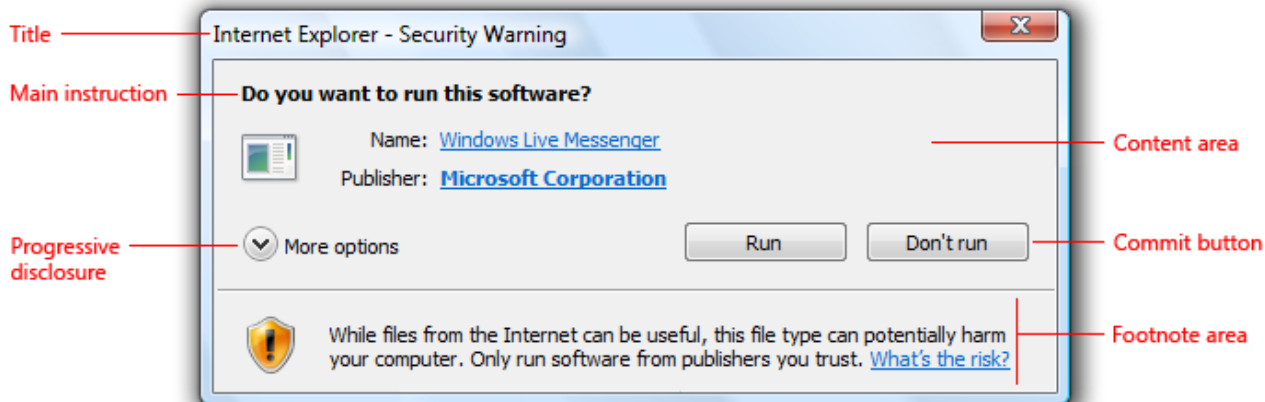 Title
Internet Explorer - Security Warning
Main instruction
Do you want to run this software?
Name: Windows Live Messenger
Content area
Publisher: Microsoft Corporation
Progressive
disclosure
More options
Run
Don't run
Commit button
While files from the Internet can be useful, this file type can potentially harm
your computer. Only run software from publishers you trust. What's the risk?
Footnote area